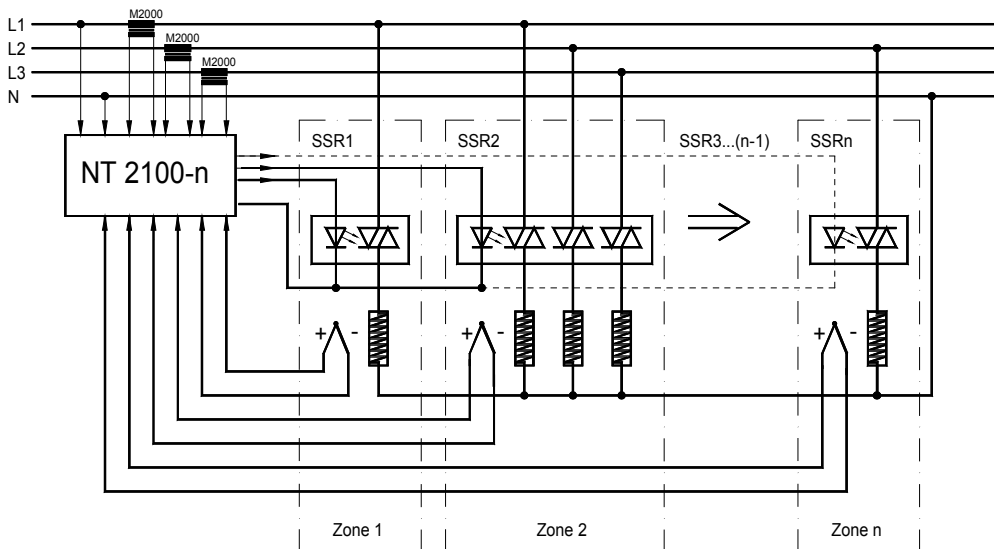 M2000
L1
M2000
L2
M2000
L3
N
NT 2100-n
SSR1
SSR2
SSR3...(n-1)
SSRn
+ -
+ -
+ -
Zone 1
Zone 2
Zone n